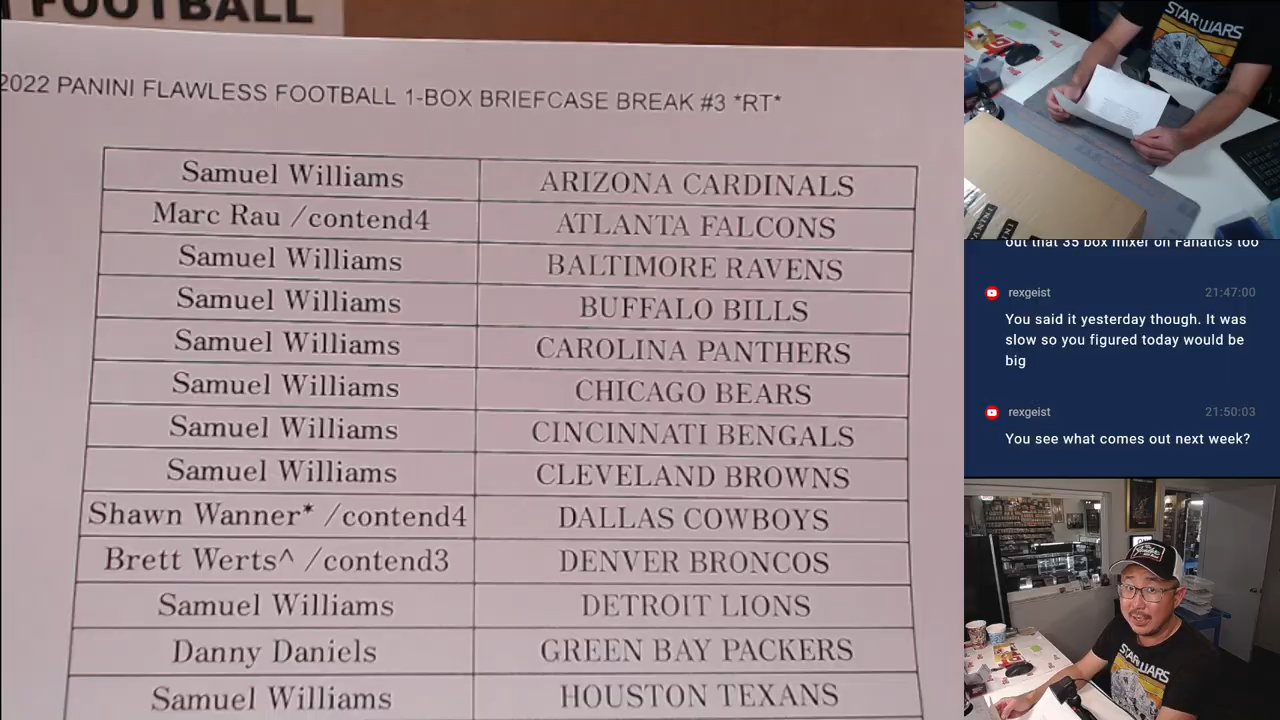 FOOTBALL
2022 PANINI FLAWLESS FOOTBALL 1-BOX BRIEFCASE BREAK #3 *RT*
Samuel Williams ARIZONA CARDINALS
Marc Rau /contend4 ATLANTA FALCONS
Samuel Williams BALTIMORE RAVENS
Samuel Williams BUFFALO BILLS
Samuel Williams CAROLINA PANTHERS
Samuel Williams CHICAGO BEARS
Samuel Williams CINCINNATI BENGALS
Samuel Williams CLEVELAND BROWNS
Shawn Wanner* /contend4 DALLAS COWBOYS
Brett Werts^ /contend3 DENVER BRONCOS
Samuel Williams DETROIT LIONS
Danny Daniels GREEN BAY PACKERS
Samuel Williams HOUSTON TEXANS
STAR WARS
out that 35 box mixer on Fanatics too
rexgeist 21:47:00
You said it yesterday though. It was
slow so you figured today would be
big
rexgeist 21:50:03
You see what comes out next week?
STAR WARS